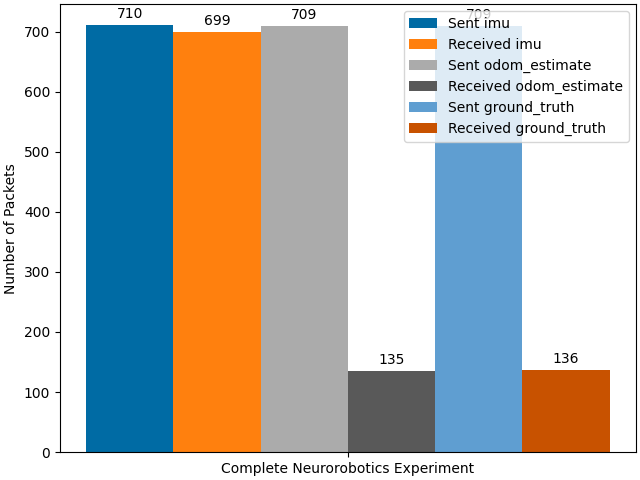 710
699
709
709
135
136
Sent imu
Received imu
Sent odom_estimate
Received odom_estimate
Sent ground_truth
Received ground_truth
Number of Packets
700
600
500
400
300
200
100
0
Complete Neurorobotics Experiment